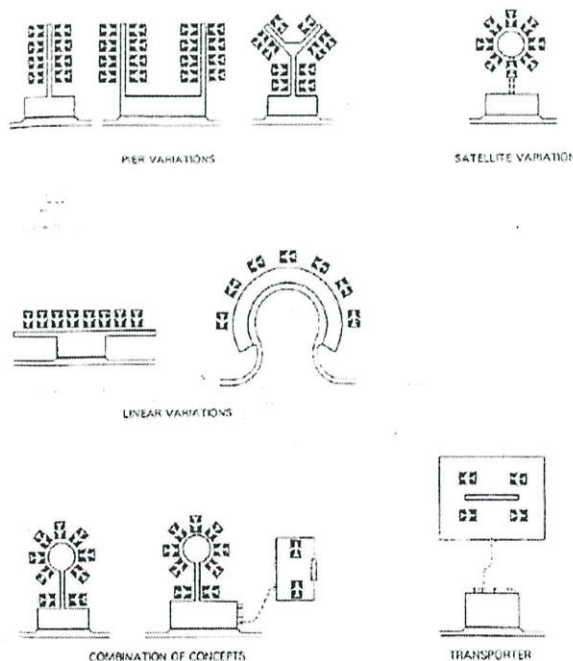 PIER VARIATIONS
SATELLITE VARIATION
LINEAR VARIATIONS
COMBINATION OF CONCEPTS
TRANSPORTER